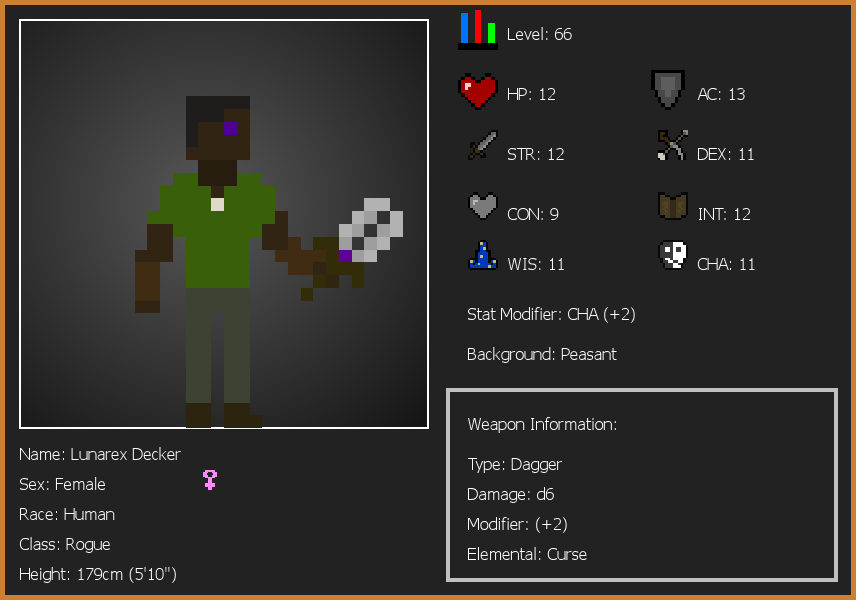 Level: 66
HP: 12
AC: 13
STR: 12
DEX: 11
CON: 9
INT: 12
WIS: 11
CHA: 11
Stat Modifier: CHA (+2)
Background: Peasant
Weapon Information:
Type: Dagger
Damage: d6
Modifier: (+2)
Elemental: Curse
Name: Lunarex Decker
Sex: Female
Race: Human
Class: Rogue
Height: 179cm (5'10")